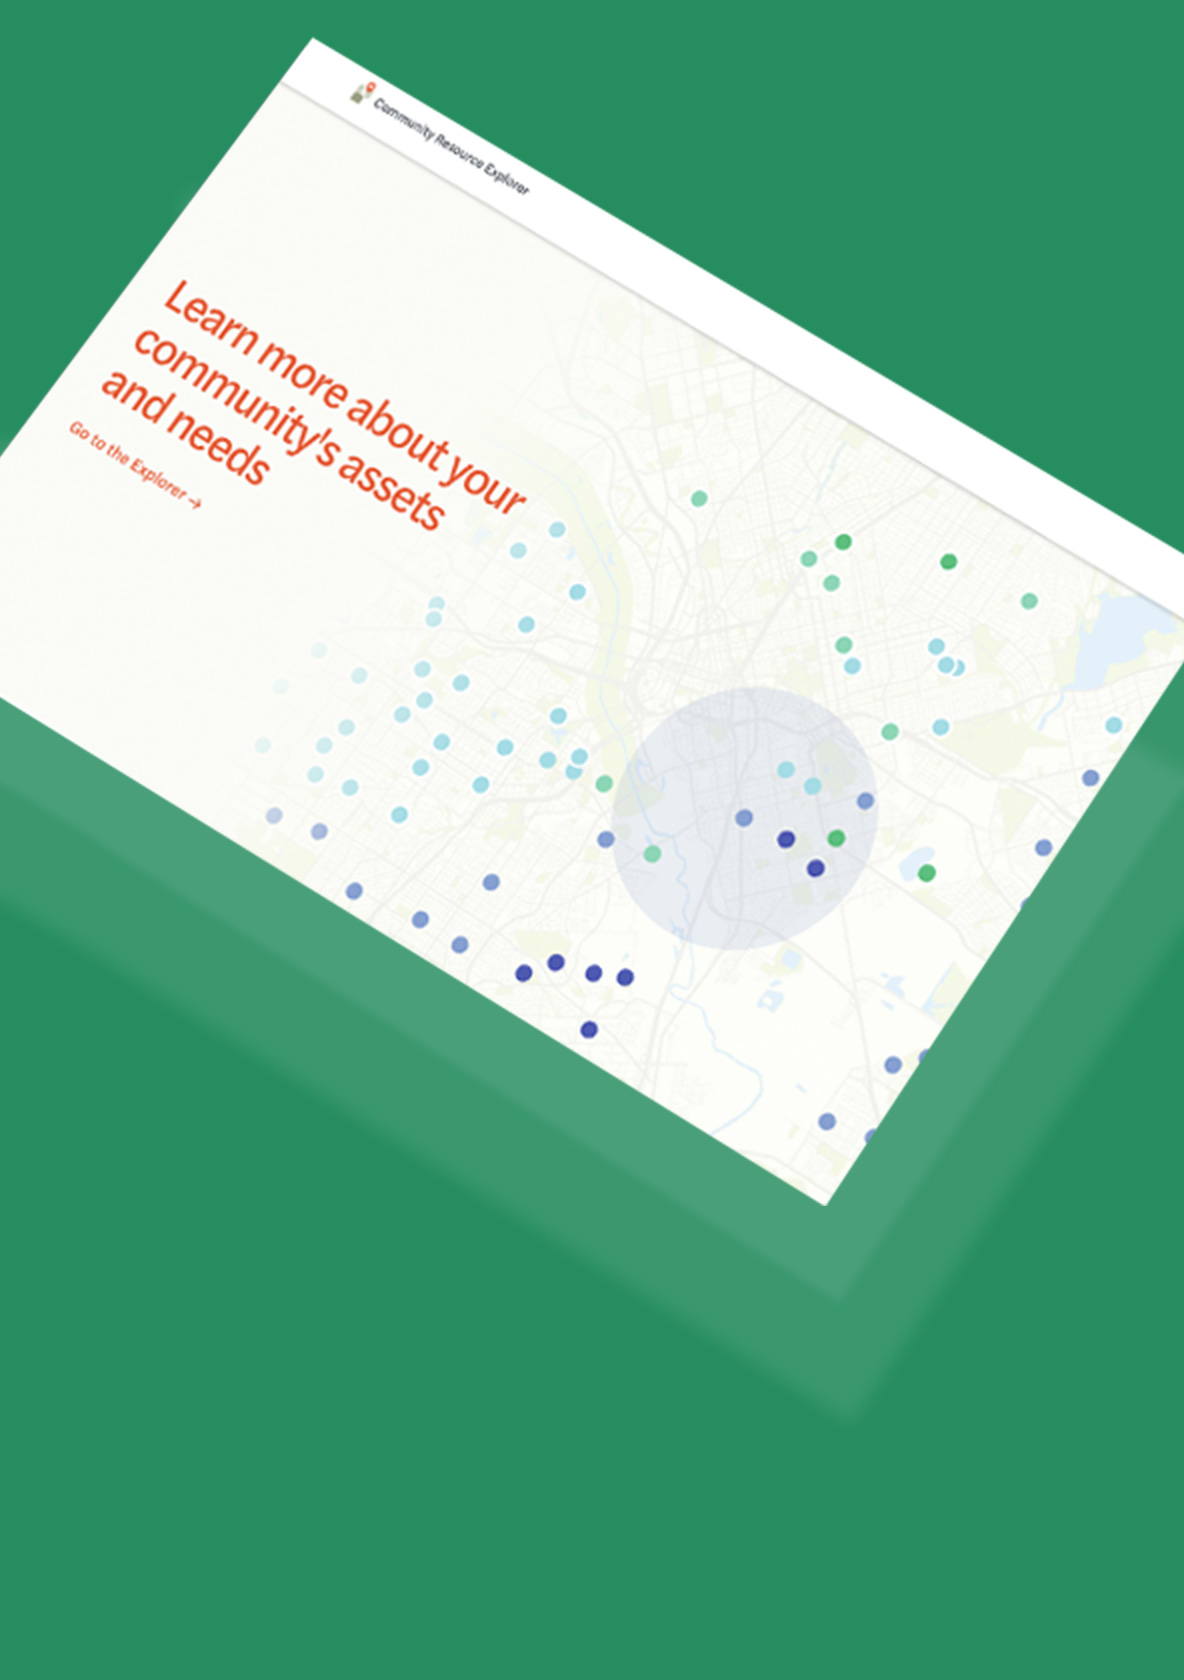 Community Resource Explorer
Learn more about your
community's assets
and needs
Go to the Explorer →